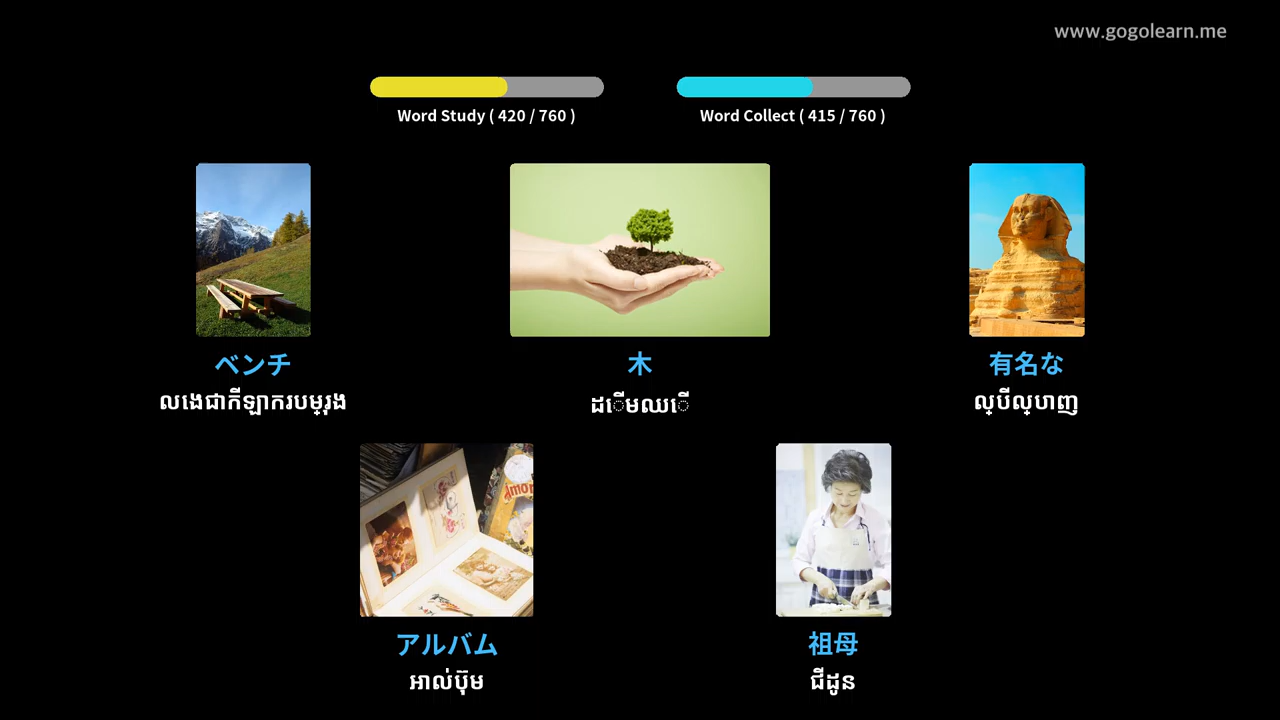 www.gogolearn.me
Word Study ( 420 / 760 )
Word Collect ( 415 / 760 )
ベンチ
លេងជាកីឡាករបម្រុង
木
ដើមឈើ
有名な
ល្បីល្បាញ
アルバム
អាល់ប៊ុម
祖母
ជីដូន